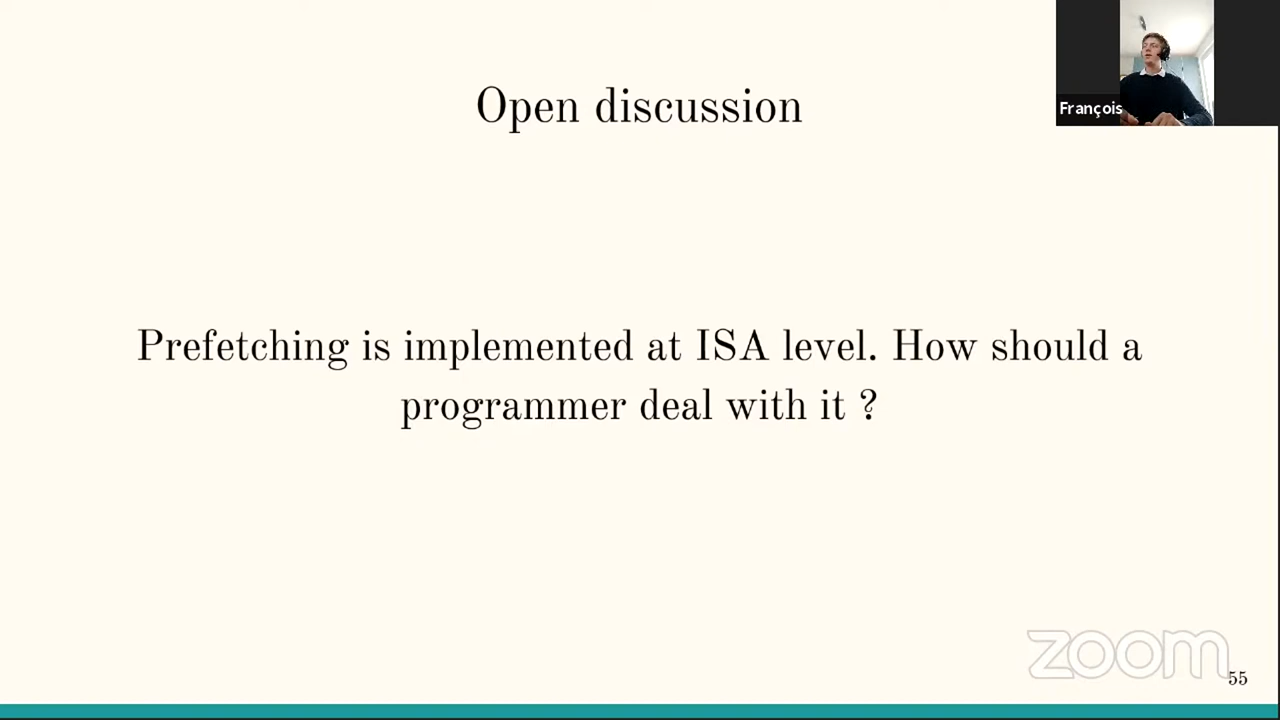 Open discussion
François
Prefetching is implemented at ISA level. How should a
programmer deal with it ?
zoom
55